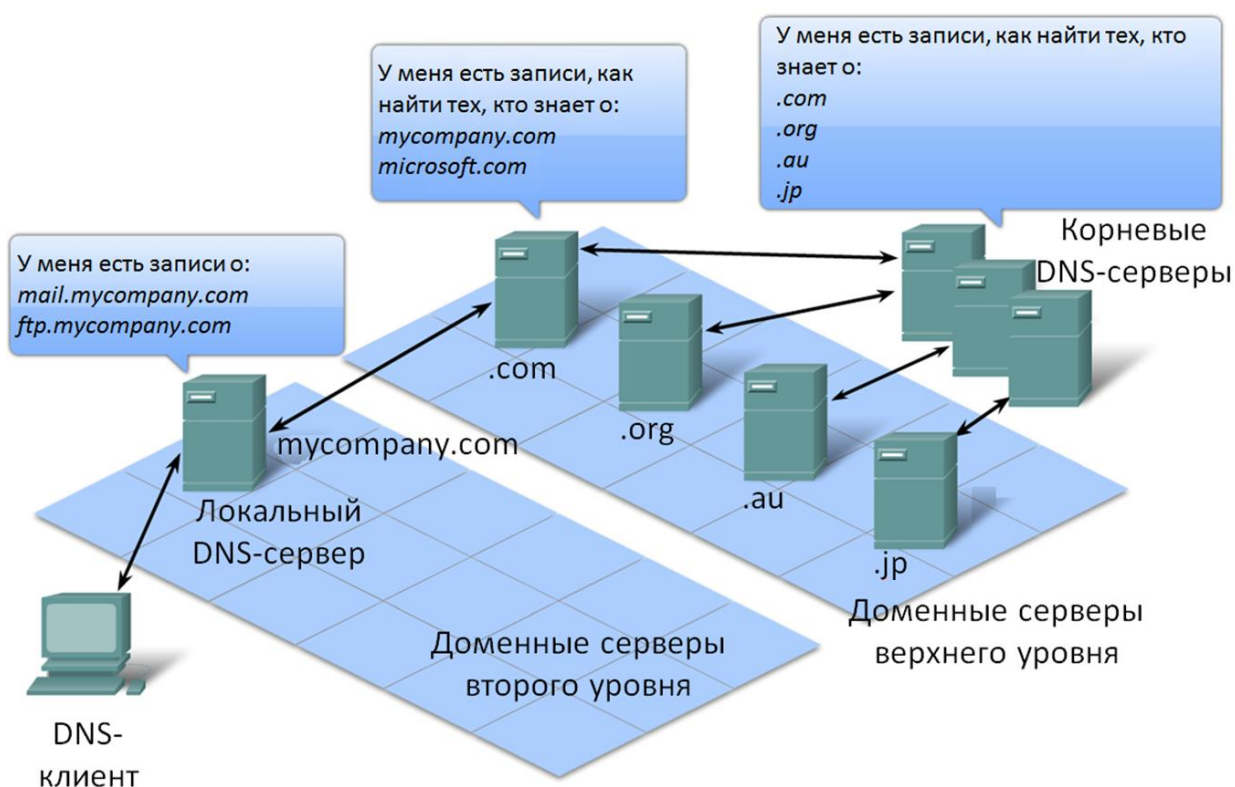 У меня есть записи, как найти тех, кто
знает о:
.com
.org
.au
.jp
У меня есть записи, как
найти тех, кто знает о:
mycompany.com
microsoft.com
У меня есть записи о:
mail.mycompany.com
ftp.mycompany.com
Корневые
DNS-серверы
.com
.org
.au
.jp
mycompany.com
Локальный
DNS-сервер
Доменные серверы
верхнего уровня
Доменные серверы
второго уровня
DNS-
клиент